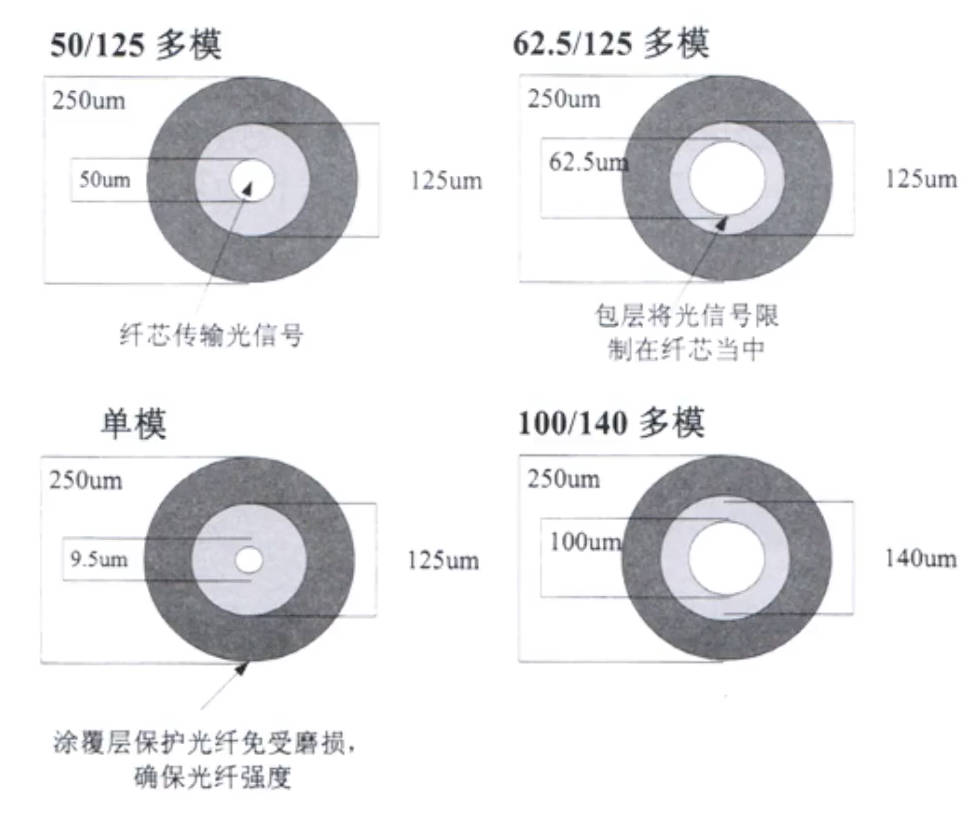 50/125 多模
250um
50um
125um
纤芯传输光信号
62.5/125 多模
250um
62.5um
125um
包层将光信号限
制在纤芯当中
单模
250um
9.5um
125um
涂覆层保护光纤免受磨损，
确保光纤强度
100/140 多模
250um
100um
140um